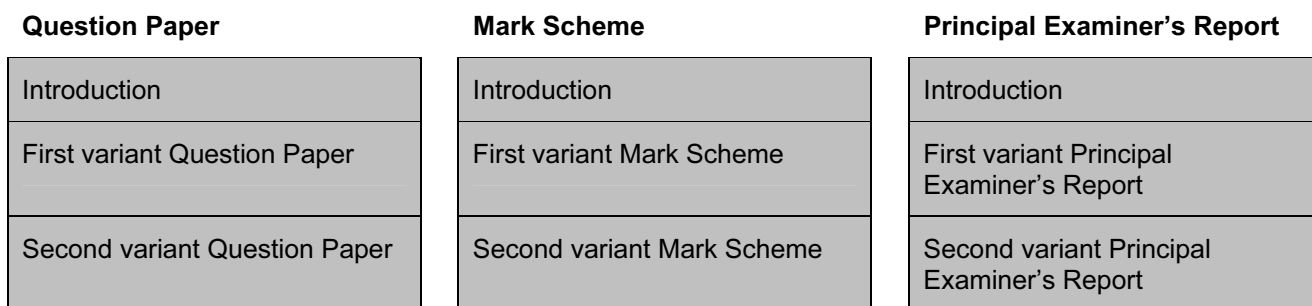 Question Paper
Introduction
First variant Question Paper
Second variant Question Paper
Mark Scheme
Introduction
First variant Mark Scheme
Second variant Mark Scheme
Principal Examiner’s Report
Introduction
First variant Principal
Examiner’s Report
Second variant Principal
Examiner’s Report